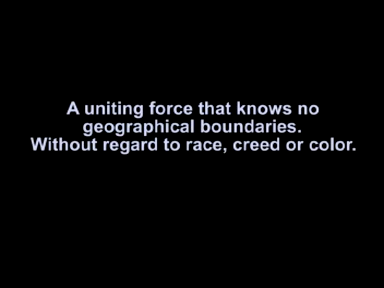 A uniting force that knows no
geographical boundaries.
Without regard to race, creed or color.